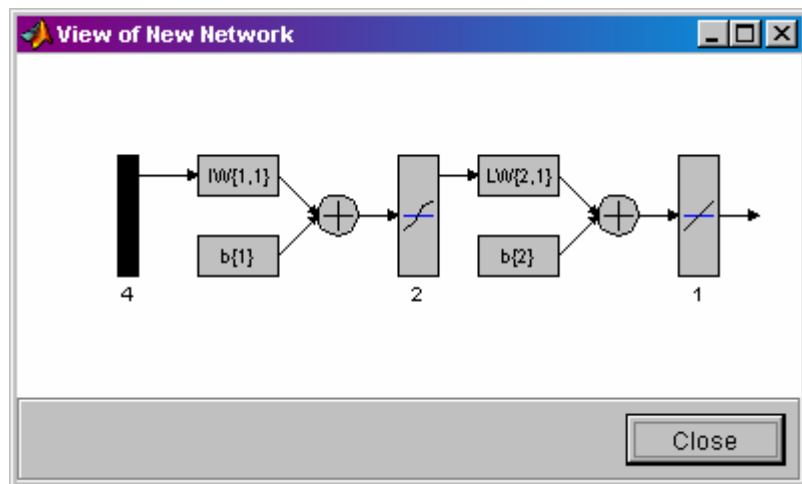 View of New Network
IW{1,1}
LW{2,1}
b{1}
b{2}
4
2
1
Close